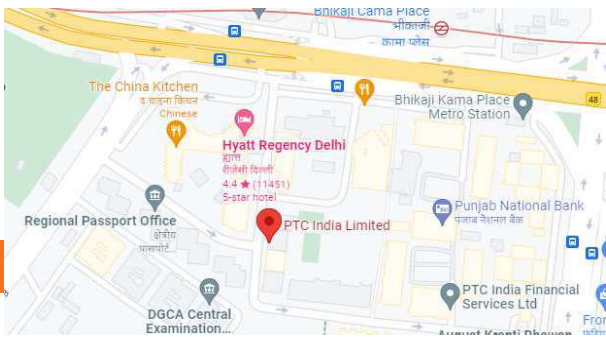 Bhikaji Cama Place
भीकाजी
कामा प्लेस
The China Kitchen
द चाइना किचन
Chinese
Bhikaji Kama Place
Metro Station
48
Hyatt Regency Delhi
ह्यात
रीजेंसी दिल्ली
4.4 ★ (11451)
5-star hotel
Punjab National Bank
पंजाब नैशनल बैंक
Regional Passport Office
क्षेत्रीय
पासपोर्ट...
PTC India Limited
PTC India Financial
Services Ltd
DGCA Central
Examination...
August Kranti Bhawan